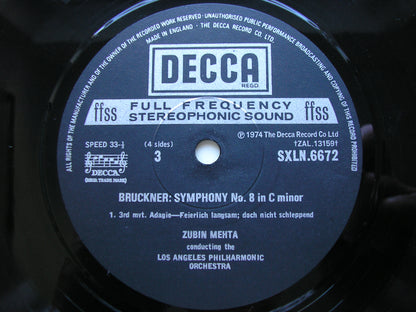 ALL RIGHTS OF THE MANUFACTURER AND OF THE OWNER OF THE RECORDED WORK RESERVED · UNAUTHORISED PUBLIC PERFORMANCE BROADCASTING AND COPYING OF THIS RECORD PROHIBITED
MADE IN ENGLAND · THE DECCA RECORD CO. LTD.
DECCA
REGD.
ffss FULL FREQUENCY ffss
STEREOPHONIC SOUND
℗1974 The Decca Record Co Ltd
SPEED 33-⅓ (4 sides) †ZAL.13159†
3 SXLN.6672
DECCA
(REGD. TRADE MARK)
BRUCKNER: SYMPHONY No. 8 in C minor
1. 3rd mvt. Adagio—Feierlich langsam; doch nicht schleppend
ZUBIN MEHTA
conducting the
LOS ANGELES PHILHARMONIC
ORCHESTRA